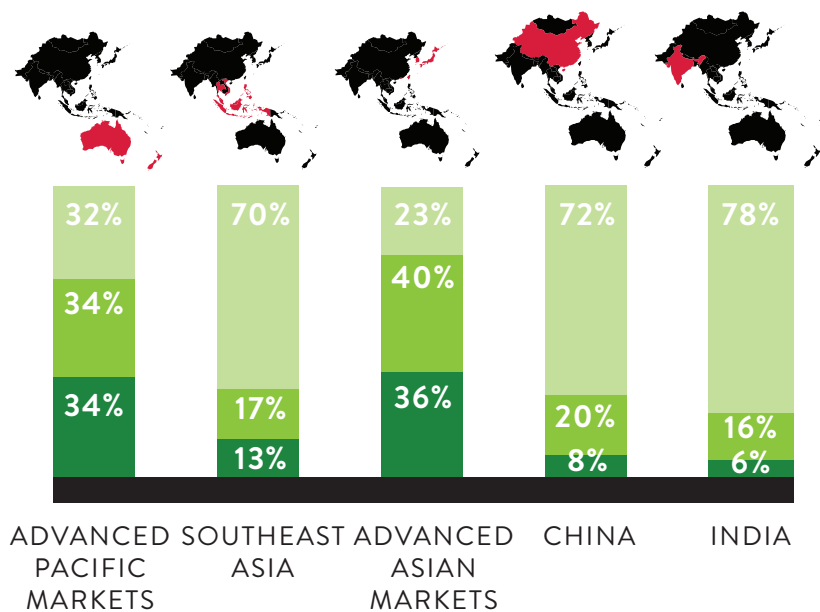 32%
70%
23%
72%
78%
34%
17%
40%
20%
16%
34%
13%
36%
8%
6%
ADVANCED
PACIFIC
MARKETS
SOUTHEAST
ASIA
ADVANCED
ASIAN
MARKETS
CHINA
INDIA